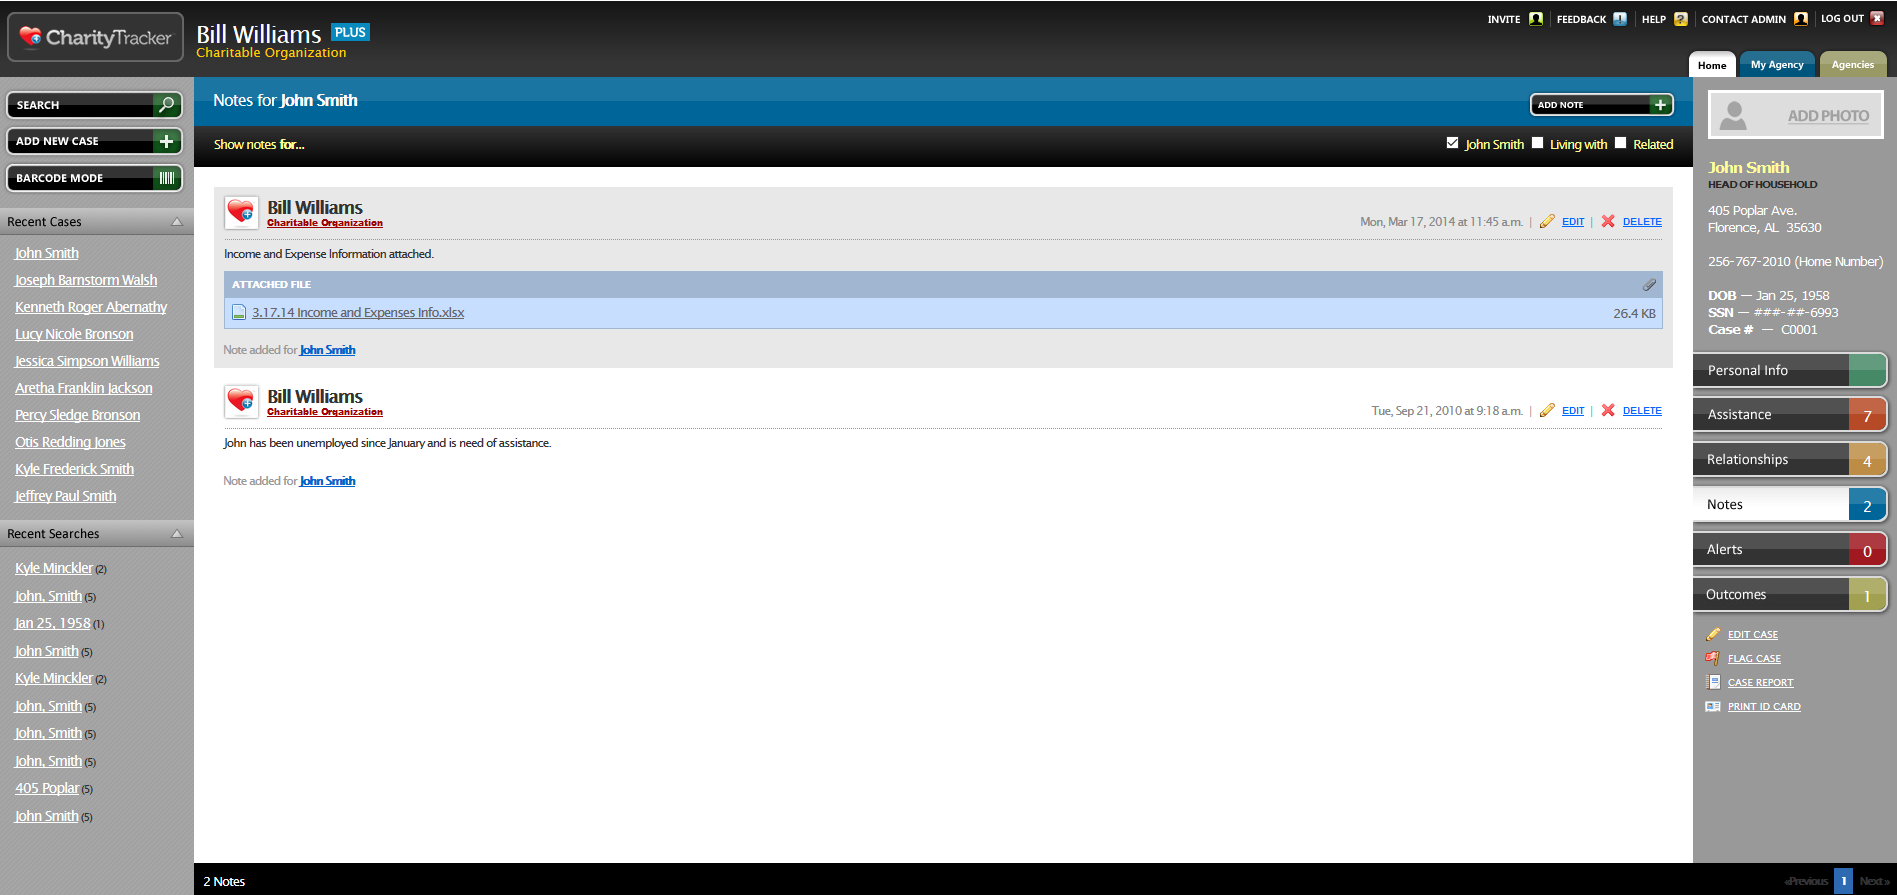 CharityTracker
Bill Williams PLUS
Charitable Organization
INVITE FEEDBACK HELP CONTACT ADMIN LOG OUT
Home My Agency Agencies
SEARCH
ADD NEW CASE
BARCODE MODE
Recent Cases
John Smith
Joseph Barnstorm Walsh
Kenneth Roger Abernathy
Lucy Nicole Bronson
Jessica Simpson Williams
Aretha Franklin Jackson
Percy Sledge Bronson
Otis Redding Jones
Kyle Frederick Smith
Jeffrey Paul Smith
Recent Searches
Kyle Minckler (2)
John, Smith (5)
Jan 25, 1958 (1)
John Smith (5)
Kyle Minckler (2)
John, Smith (5)
John, Smith (5)
John, Smith (5)
405 Poplar (5)
John Smith (5)
Notes for John Smith
ADD NOTE
Show notes for...
John Smith Living with Related
Bill Williams
Charitable Organization
Mon, Mar 17, 2014 at 11:45 a.m. | EDIT | DELETE
Income and Expense Information attached.
ATTACHED FILE
3.17.14 Income and Expenses Info.xlsx 26.4 KB
Note added for John Smith
Bill Williams
Charitable Organization
Tue, Sep 21, 2010 at 9:18 a.m. | EDIT | DELETE
John has been unemployed since January and is need of assistance.
Note added for John Smith
2 Notes
«Previous 1 Next»
ADD PHOTO
John Smith
HEAD OF HOUSEHOLD
405 Poplar Ave.
Florence, AL 35630
256-767-2010 (Home Number)
DOB — Jan 25, 1958
SSN — ###-##-6993
Case # — C0001
Personal Info
Assistance 7
Relationships 4
Notes 2
Alerts 0
Outcomes 1
EDIT CASE
FLAG CASE
CASE REPORT
PRINT ID CARD